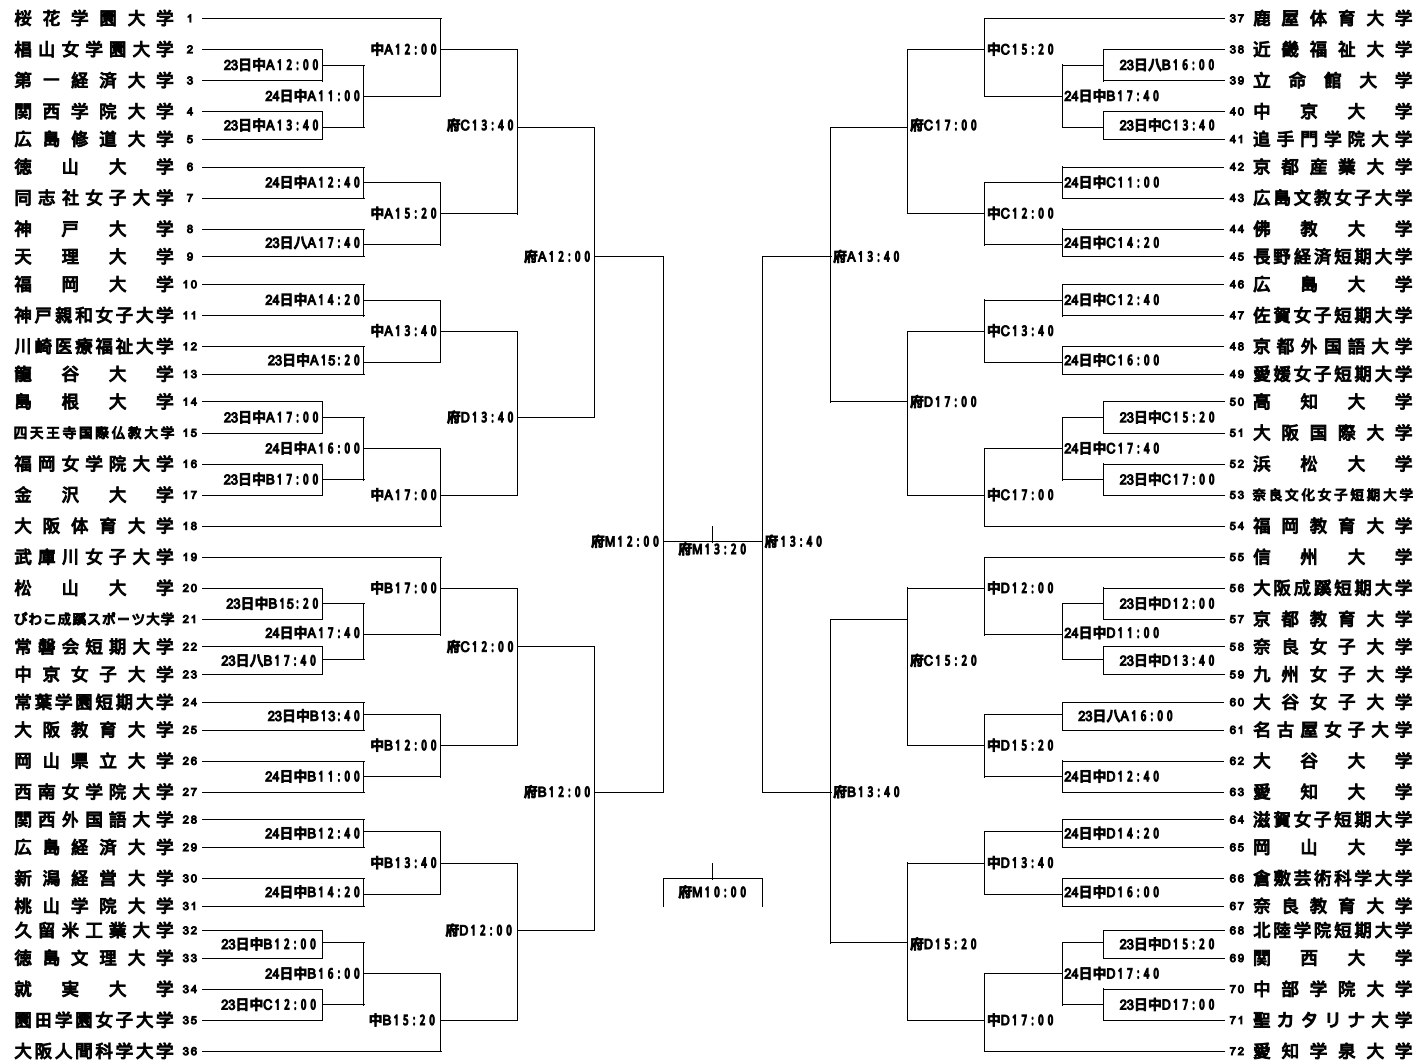 桜花学園大学 1
椙山女学園大学 2
第一経済大学 3
関西学院大学 4
広島修道大学 5
徳山大学 6
同志社女子大学 7
神戸大学 8
天理大学 9
福岡大学 10
神戸親和女子大学 11
川崎医療福祉大学 12
龍谷大学 13
島根大学 14
四天王寺国際仏教大学 15
福岡女学院大学 16
金沢大学 17
大阪体育大学 18
武庫川女子大学 19
松山大学 20
びわこ成蹊スポーツ大学 21
常磐会短期大学 22
中京女子大学 23
常葉学園短期大学 24
大阪教育大学 25
岡山県立大学 26
西南女学院大学 27
関西外国語大学 28
広島経済大学 29
新潟経営大学 30
桃山学院大学 31
久留米工業大学 32
徳島文理大学 33
就実大学 34
園田学園女子大学 35
大阪人間科学大学 36
23日中A12:00
23日中A13:40
23日中A17:00
23日中B17:00
23日中B15:20
23日八B17:40
23日中B12:00
23日中C12:00
24日中A11:00
24日中A12:40
23日八A17:40
24日中A14:20
23日中A15:20
24日中A16:00
24日中A17:40
23日中B13:40
24日中B11:00
24日中B12:40
24日中B14:20
24日中B16:00
中A12:00
中A15:20
中A13:40
中A17:00
中B17:00
中B12:00
中B13:40
中B15:20
府C13:40
府D13:40
府C12:00
府D12:00
府A12:00
府B12:00
府M12:00
府M13:20
府M10:00
府13:40
府A13:40
府B13:40
府C17:00
府D17:00
府C15:20
府D15:20
中C15:20
中C12:00
中C13:40
中C17:00
中D12:00
中D15:20
中D13:40
中D17:00
24日中B17:40
24日中C11:00
24日中C14:20
24日中C12:40
24日中C16:00
24日中C17:40
24日中D11:00
23日八A16:00
24日中D12:40
24日中D14:20
24日中D16:00
24日中D17:40
23日八B16:00
23日中C13:40
23日中C15:20
23日中C17:00
23日中D12:00
23日中D13:40
23日中D15:20
23日中D17:00
37 鹿屋体育大学
38 近畿福祉大学
39 立命館大学
40 中京大学
41 追手門学院大学
42 京都産業大学
43 広島文教女子大学
44 佛教大学
45 長野経済短期大学
46 広島大学
47 佐賀女子短期大学
48 京都外国語大学
49 愛媛女子短期大学
50 高知大学
51 大阪国際大学
52 浜松大学
53 奈良文化女子短期大学
54 福岡教育大学
55 信州大学
56 大阪成蹊短期大学
57 京都教育大学
58 奈良女子大学
59 九州女子大学
60 大谷女子大学
61 名古屋女子大学
62 大谷大学
63 愛知大学
64 滋賀女子短期大学
65 岡山大学
66 倉敷芸術科学大学
67 奈良教育大学
68 北陸学院短期大学
69 関西大学
70 中部学院大学
71 聖カタリナ大学
72 愛知学泉大学